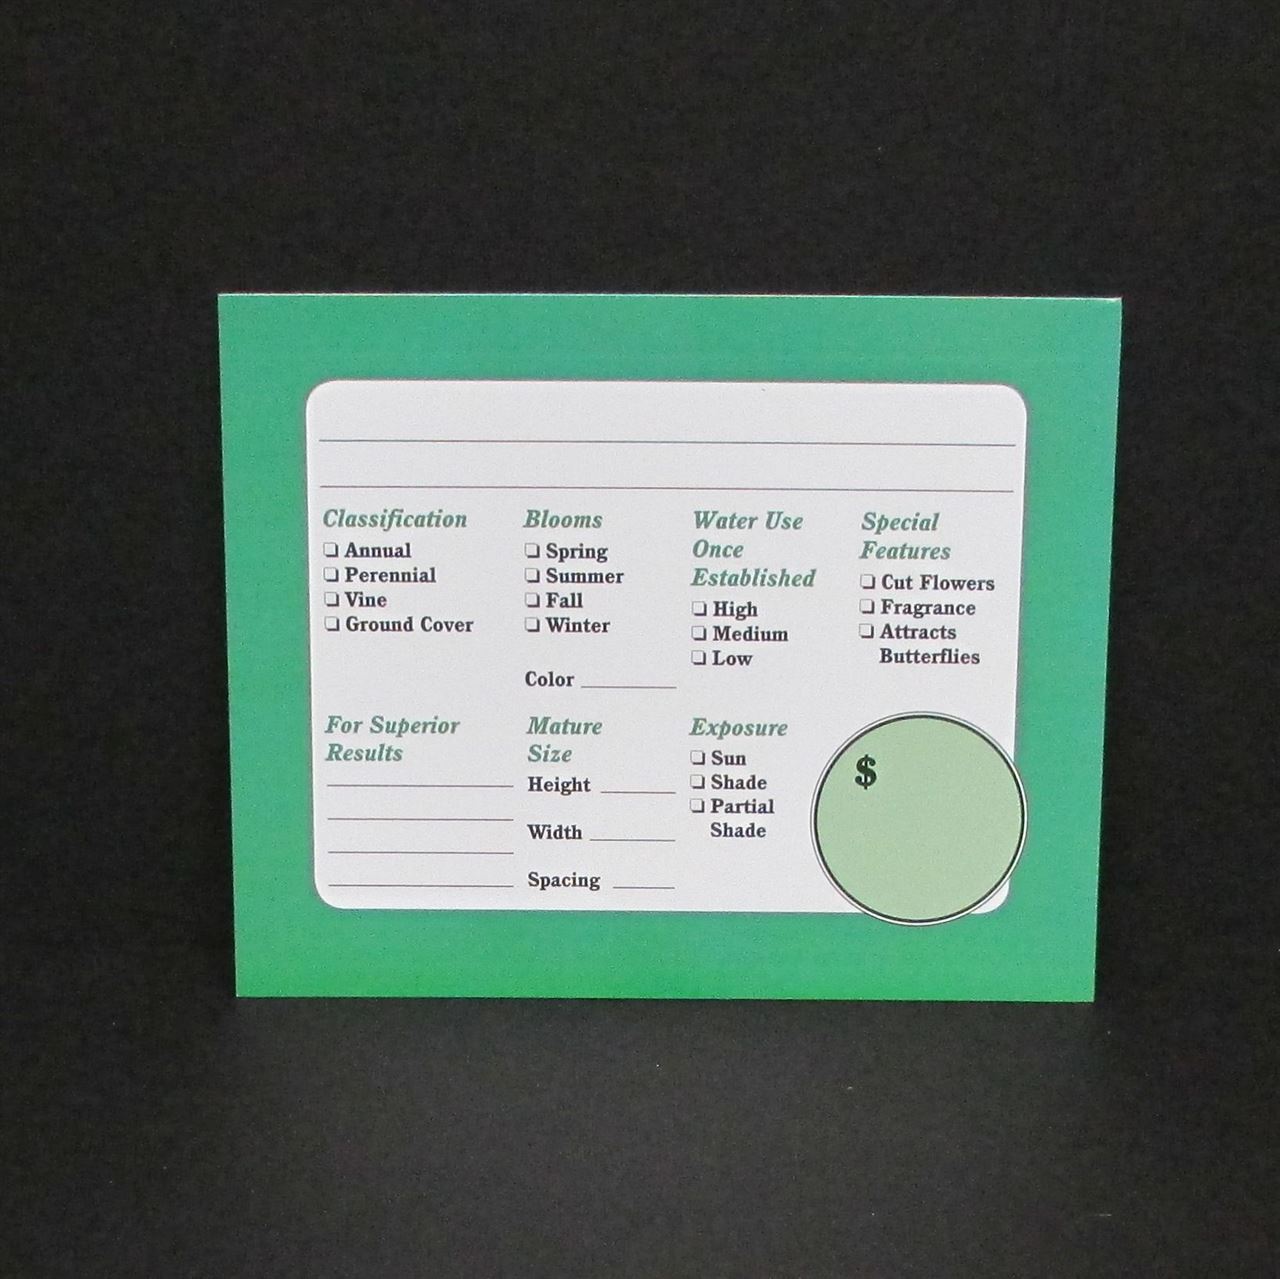 Classification
❏ Annual
❏ Perennial
❏ Vine
❏ Ground Cover
Blooms
❏ Spring
❏ Summer
❏ Fall
❏ Winter
Color
Water Use
Once
Established
❏ High
❏ Medium
❏ Low
Special
Features
❏ Cut Flowers
❏ Fragrance
❏ Attracts
Butterflies
For Superior
Results
Mature
Size
Height
Width
Spacing
Exposure
❏ Sun
❏ Shade
❏ Partial
Shade
$